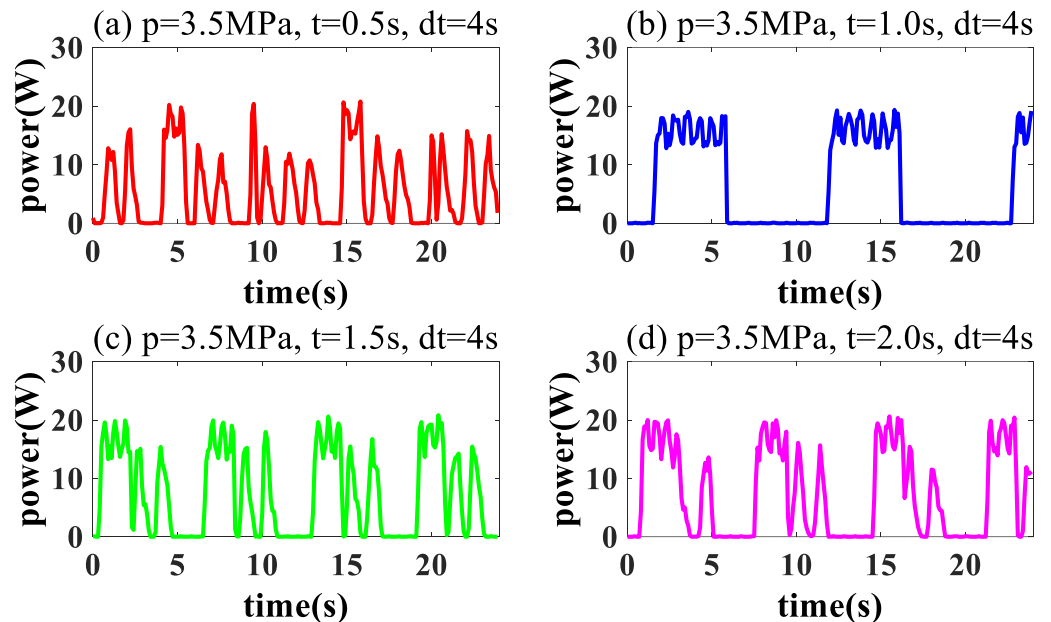 (a) p=3.5MPa, t=0.5s, dt=4s
30
20
10
0
power(W)
0 5 10 15 20
time(s)
(b) p=3.5MPa, t=1.0s, dt=4s
30
20
10
0
power(W)
0 5 10 15 20
time(s)
(c) p=3.5MPa, t=1.5s, dt=4s
30
20
10
0
power(W)
0 5 10 15 20
time(s)
(d) p=3.5MPa, t=2.0s, dt=4s
30
20
10
0
power(W)
0 5 10 15 20
time(s)